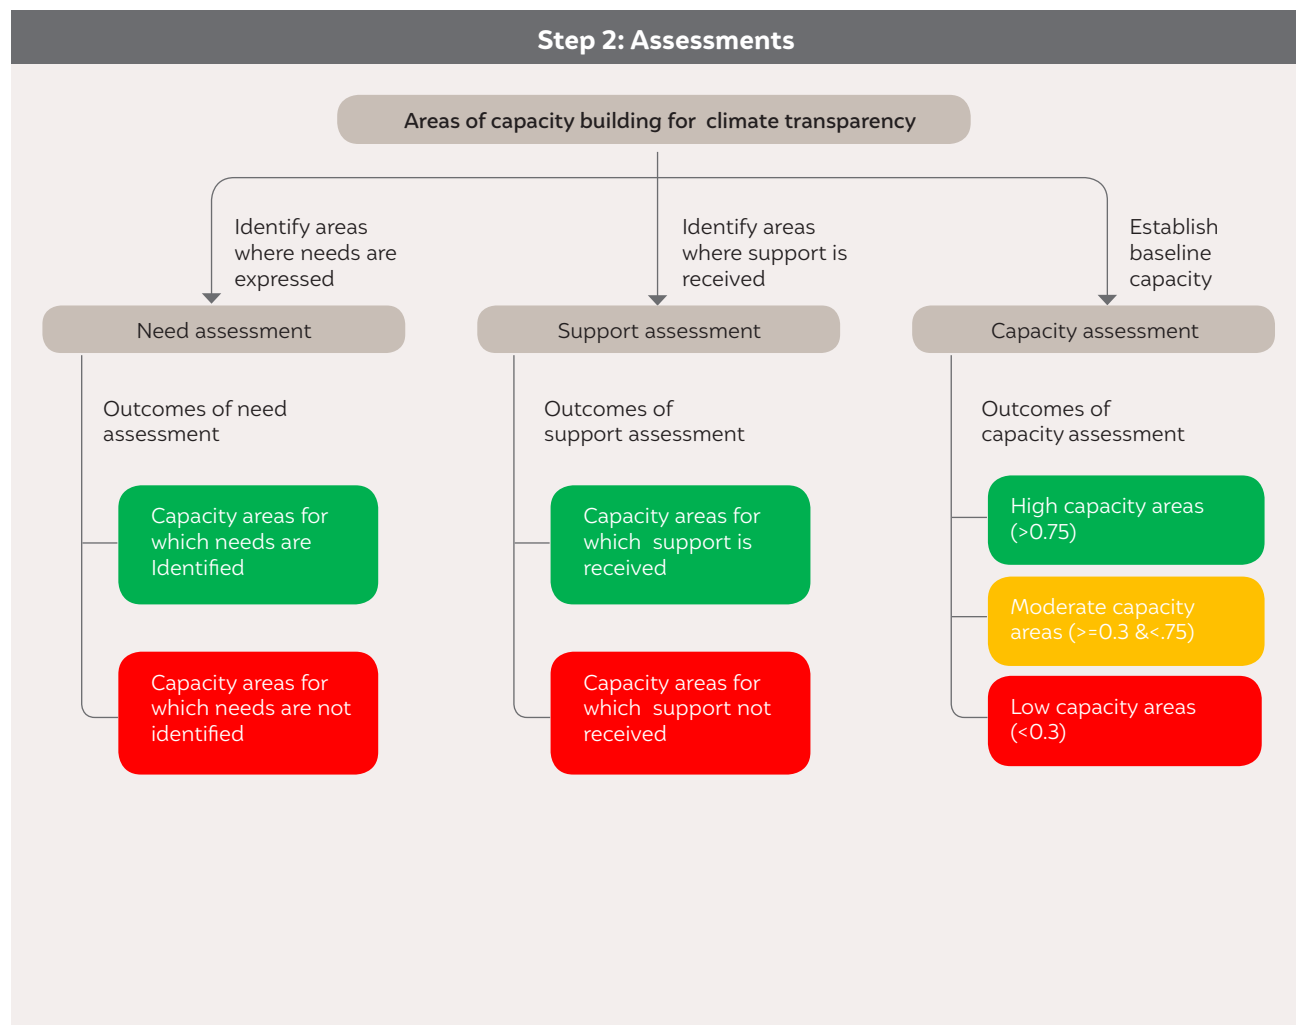 Step 2: Assessments
Areas of capacity building for climate transparency
Identify areas
where needs are
expressed
Identify areas
where support is
received
Establish
baseline
capacity
Need assessment
Support assessment
Capacity assessment
Outcomes of need
assessment
Capacity areas for
which needs are
Identified
Capacity areas for
which needs are not
identified
Outcomes of
support assessment
Capacity areas for
which support is
received
Capacity areas for
which support not
received
Outcomes of
capacity assessment
High capacity areas
(>0.75)
Moderate capacity
areas (>=0.3 &<.75)
Low capacity areas
(<0.3)